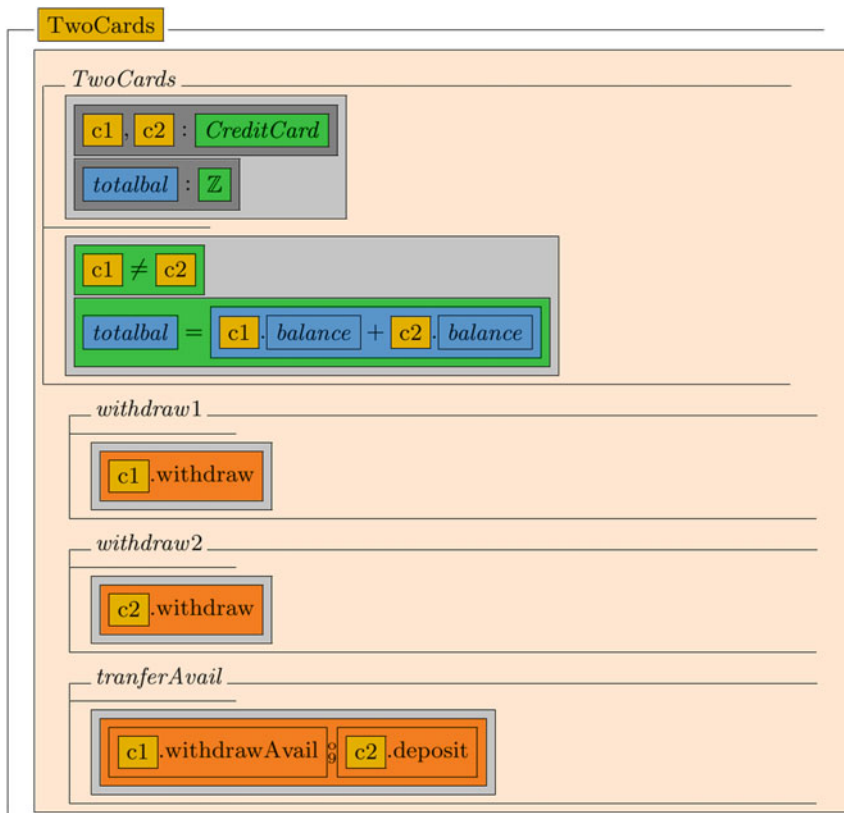 TwoCards
TwoCards
c1, c2 : CreditCard
totalbal : ℤ
c1 ≠ c2
totalbal = c1.balance + c2.balance
withdraw1
c1.withdraw
withdraw2
c2.withdraw
tranferAvail
c1.withdrawAvail ⨟ c2.deposit